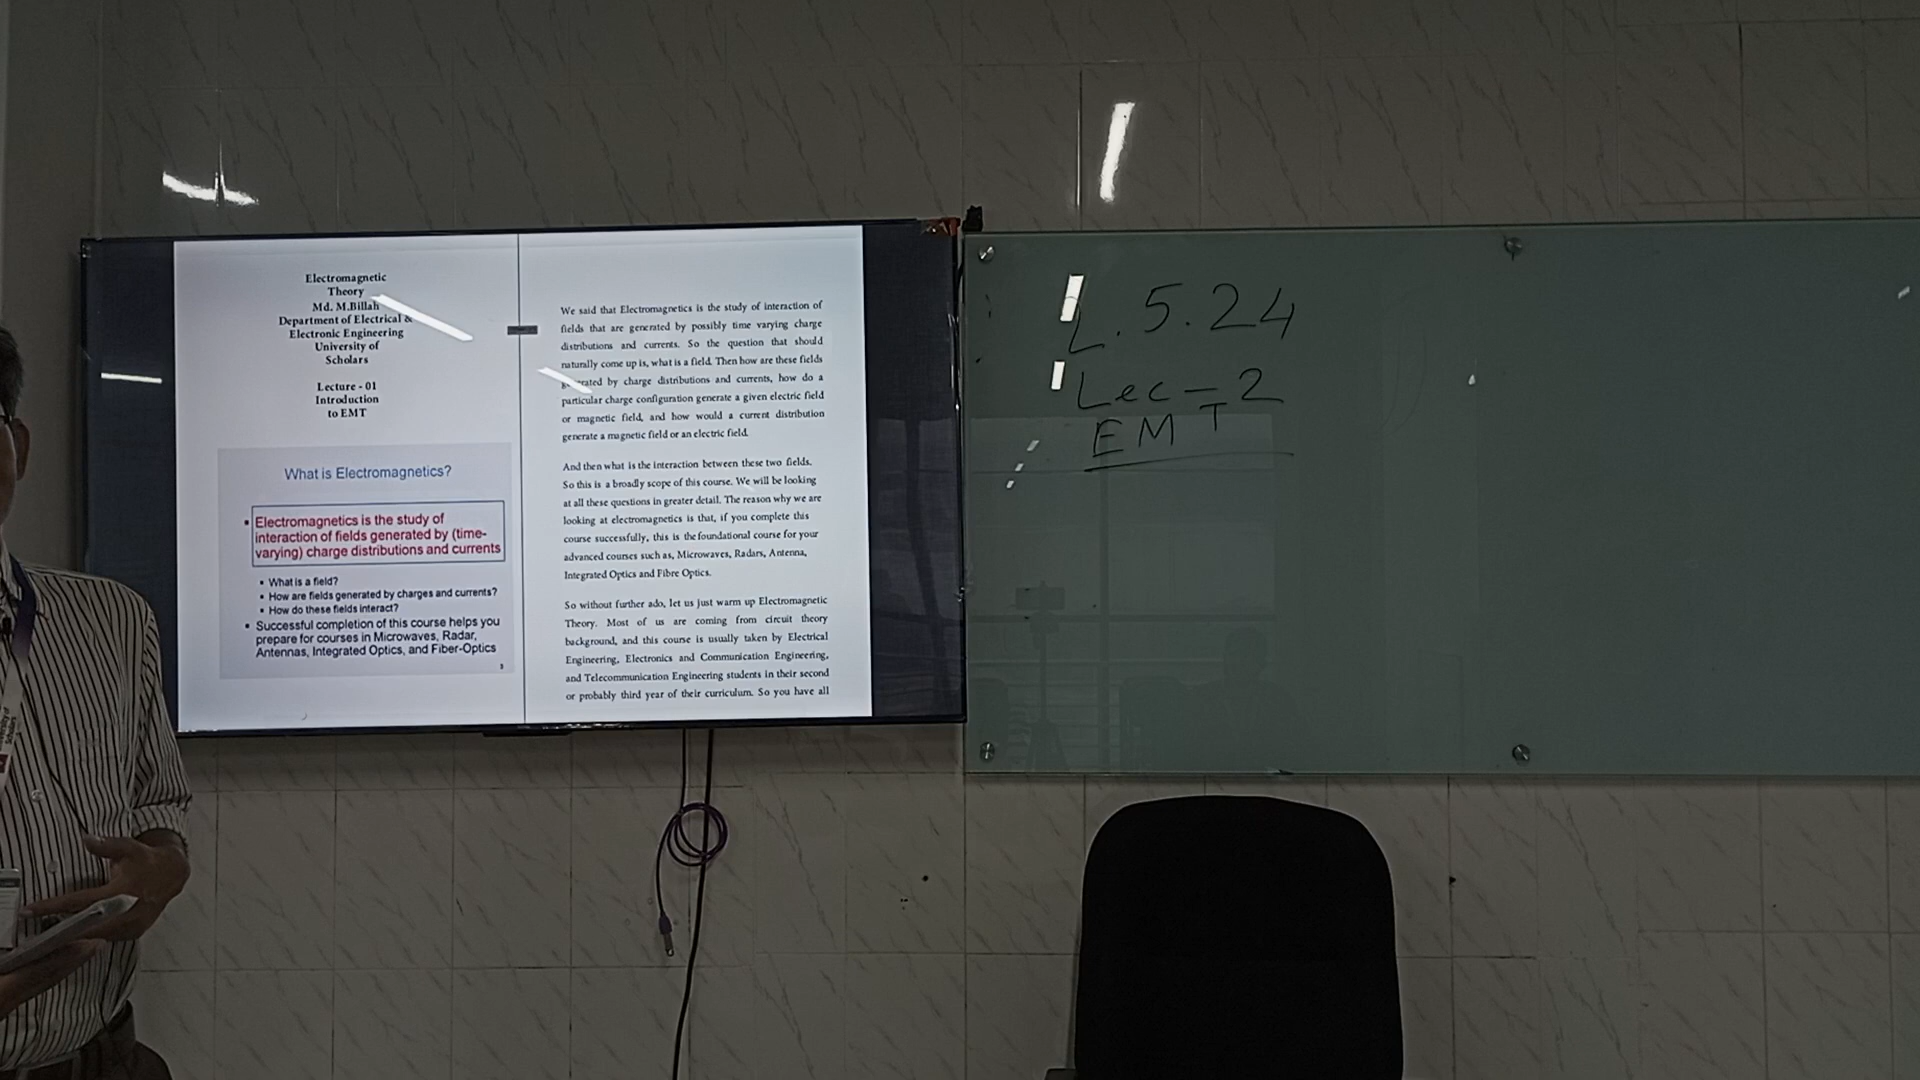 Electromagnetic
Theory
Md. M.Billah
Department of Electrical &
Electronic Engineering
University of
Scholars
Lecture - 01
Introduction
to EMT
What is Electromagnetics?
▪ Electromagnetics is the study of
interaction of fields generated by (time-
varying) charge distributions and currents
▪ What is a field?
▪ How are fields generated by charges and currents?
▪ How do these fields interact?
▪ Successful completion of this course helps you
prepare for courses in Microwaves, Radar,
Antennas, Integrated Optics, and Fiber-Optics
We said that Electromagnetics is the study of interaction of
fields that are generated by possibly time varying charge
distributions and currents. So the question that should
naturally come up is, what is a field. Then how are these fields
generated by charge distributions and currents, how do a
particular charge configuration generate a given electric field
or magnetic field, and how would a current distribution
generate a magnetic field or an electric field.
And then what is the interaction between these two fields.
So this is a broadly scope of this course. We will be looking
at all these questions in greater detail. The reason why we are
looking at electromagnetics is that, if you complete this
course successfully, this is the foundational course for your
advanced courses such as, Microwaves, Radars, Antenna,
Integrated Optics and Fibre Optics.
So without further ado, let us just warm up Electromagnetic
Theory. Most of us are coming from circuit theory
background, and this course is usually taken by Electrical
Engineering, Electronics and Communication Engineering,
and Telecommunication Engineering students in their second
or probably third year of their curriculum. So you have all
.5.24
Lec-2
EMT
University of
Scholars